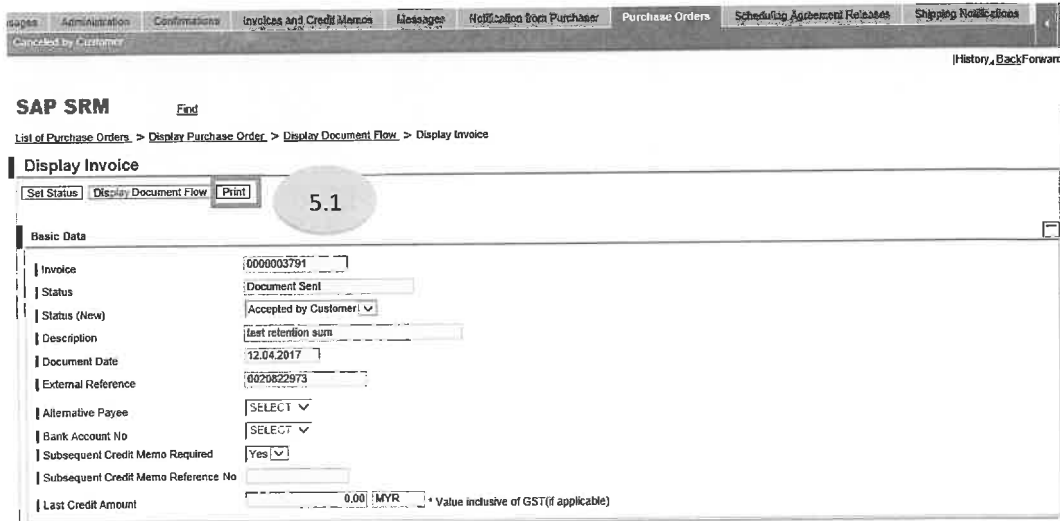 Administration Confirmations Invoices and Credit Memos Messages Notification from Purchaser Purchase Orders Scheduling Agreement Releases Shipping Notifications
Canceled by Customer
|History BackForward
SAP SRM Find
List of Purchase Orders > Display Purchase Order > Display Document Flow > Display Invoice
Display Invoice
Set Status Display Document Flow Print 5.1
Basic Data
Invoice 0000003791
Status Document Sent
Status (New) Accepted by Customer
Description test retention sum
Document Date 12.04.2017
External Reference 0020822973
Alternative Payee SELECT
Bank Account No SELECT
Subsequent Credit Memo Required Yes
Subsequent Credit Memo Reference No
Last Credit Amount 0,00 MYR * Value inclusive of GST(if applicable)